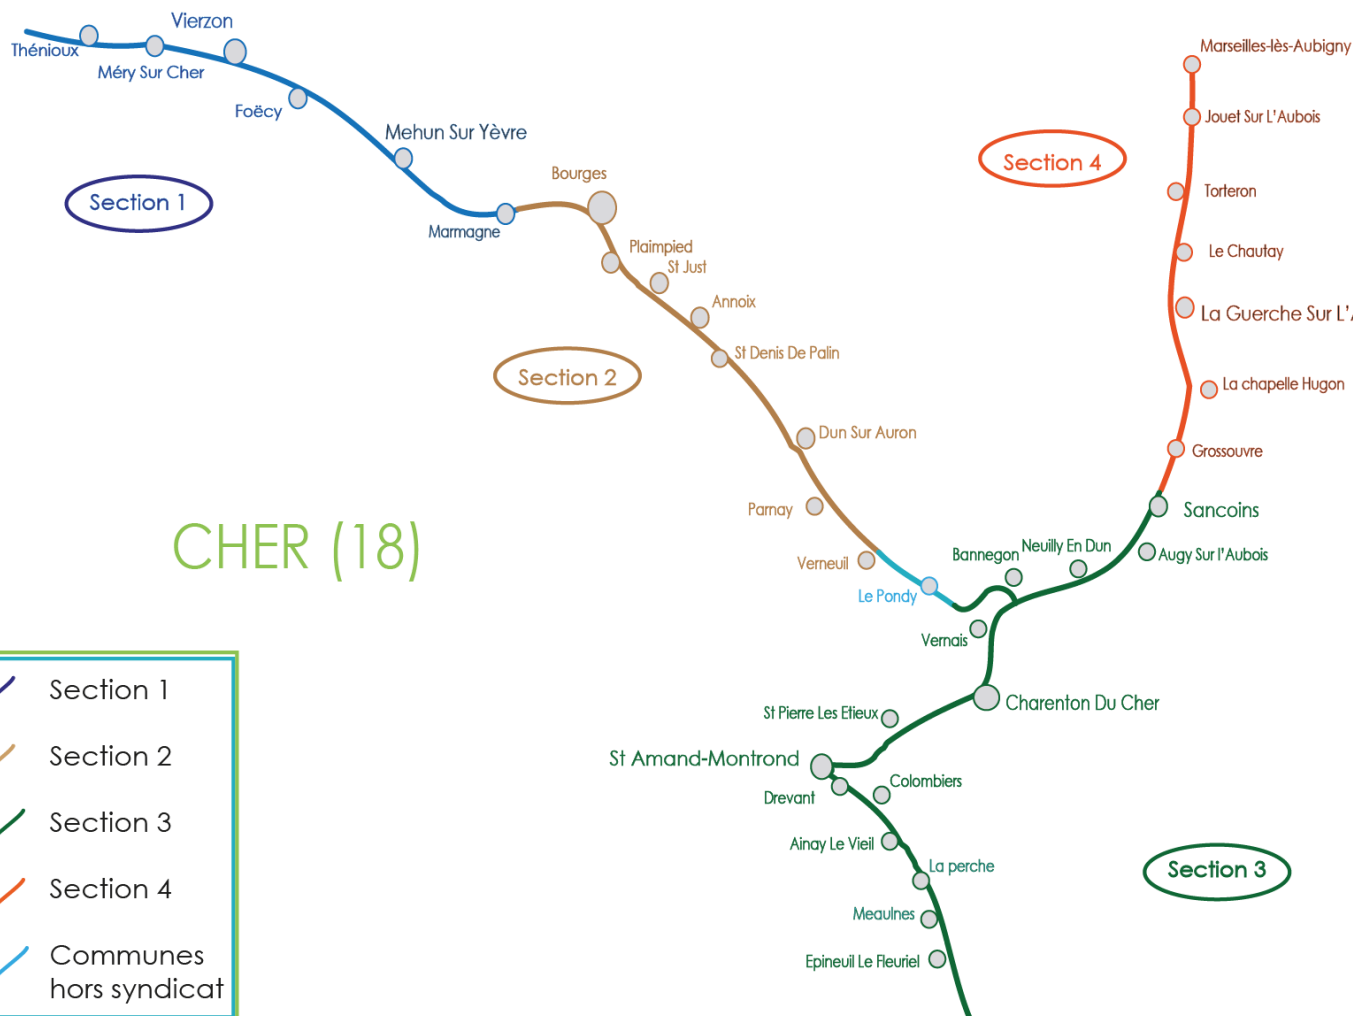 Vierzon
Thénioux
Méry Sur Cher
Foëcy
Mehun Sur Yèvre
Marmagne
Section 1
Bourges
Plaimpied
St Just
Annoix
St Denis De Palin
Section 2
Dun Sur Auron
Parnay
Verneuil
Le Pondy
Marseilles-lès-Aubigny
Jouet Sur L'Aubois
Section 4
Torteron
Le Chautay
La Guerche Sur L'A
La chapelle Hugon
Grossouvre
Sancoins
Augy Sur l'Aubois
Neuilly En Dun
Bannegon
Vernais
Charenton Du Cher
St Pierre Les Etieux
St Amand-Montrond
Drevant
Colombiers
Ainay Le Vieil
La perche
Meaulnes
Epineuil Le Fleuriel
Section 3
CHER (18)
Section 1
Section 2
Section 3
Section 4
Communes
hors syndicat